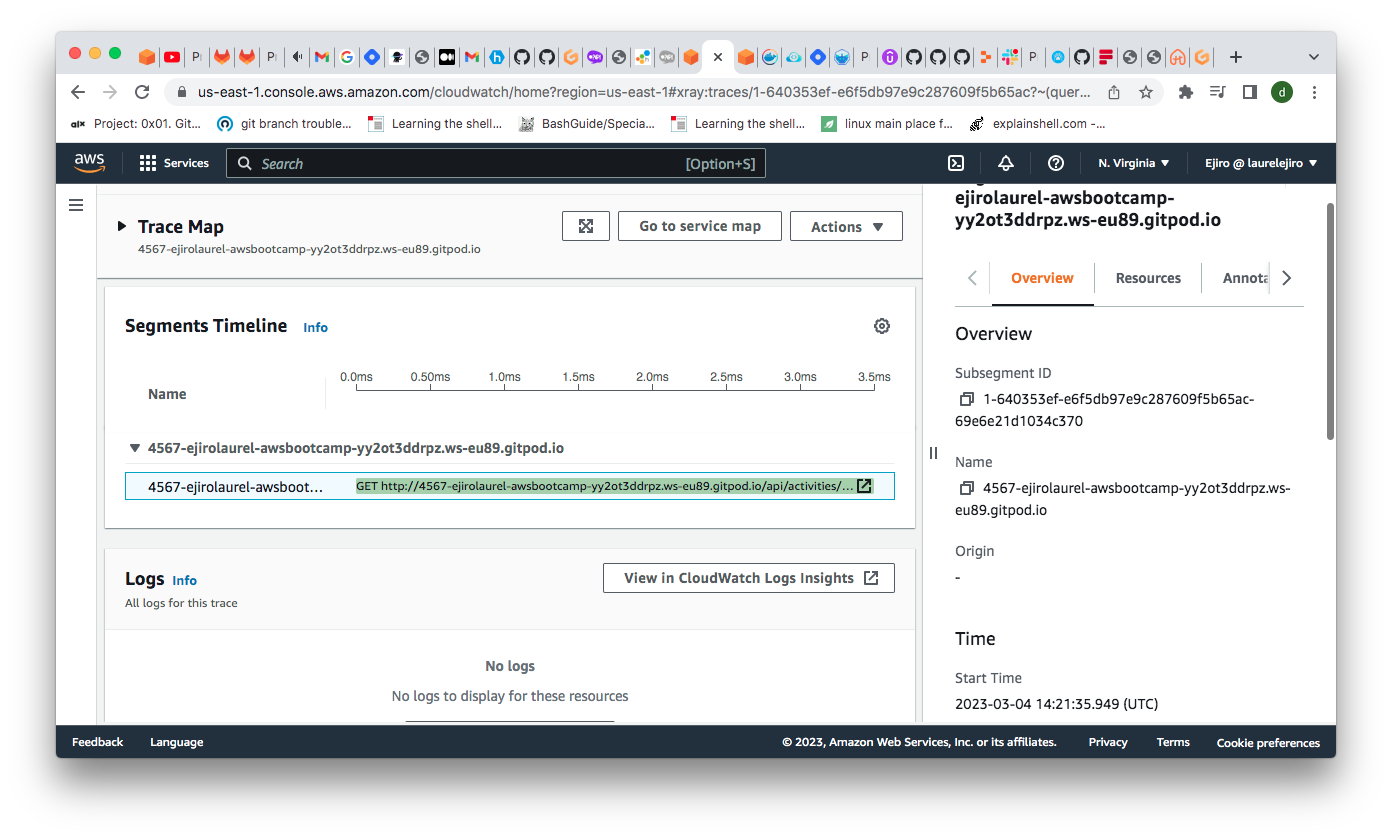 us-east-1.console.aws.amazon.com/cloudwatch/home?region=us-east-1#xray:traces/1-640353ef-e6f5db97e9c287609f5b65ac?~(quer...
d
Project: 0x01. Git...
git branch trouble...
Learning the shell...
BashGuide/Specia...
Learning the shell...
linux main place f...
explainshell.com -...
aws
Services
Search
[Option+S]
N. Virginia
Ejiro @ laurelejiro
Trace Map
4567-ejirolaurel-awsbootcamp-yy2ot3ddrpz.ws-eu89.gitpod.io
Go to service map
Actions
Segments Timeline
Info
Name
0.0ms
0.50ms
1.0ms
1.5ms
2.0ms
2.5ms
3.0ms
3.5ms
4567-ejirolaurel-awsbootcamp-yy2ot3ddrpz.ws-eu89.gitpod.io
4567-ejirolaurel-awsboot...
GET http://4567-ejirolaurel-awsbootcamp-yy2ot3ddrpz.ws-eu89.gitpod.io/api/activities/...
Logs
Info
All logs for this trace
View in CloudWatch Logs Insights
No logs
No logs to display for these resources
ejirolaurel-awsbootcamp-
yy2ot3ddrpz.ws-eu89.gitpod.io
Overview
Resources
Annota
Overview
Subsegment ID
1-640353ef-e6f5db97e9c287609f5b65ac-
69e6e21d1034c370
Name
4567-ejirolaurel-awsbootcamp-yy2ot3ddrpz.ws-
eu89.gitpod.io
Origin
-
Time
Start Time
2023-03-04 14:21:35.949 (UTC)
Feedback
Language
© 2023, Amazon Web Services, Inc. or its affiliates.
Privacy
Terms
Cookie preferences